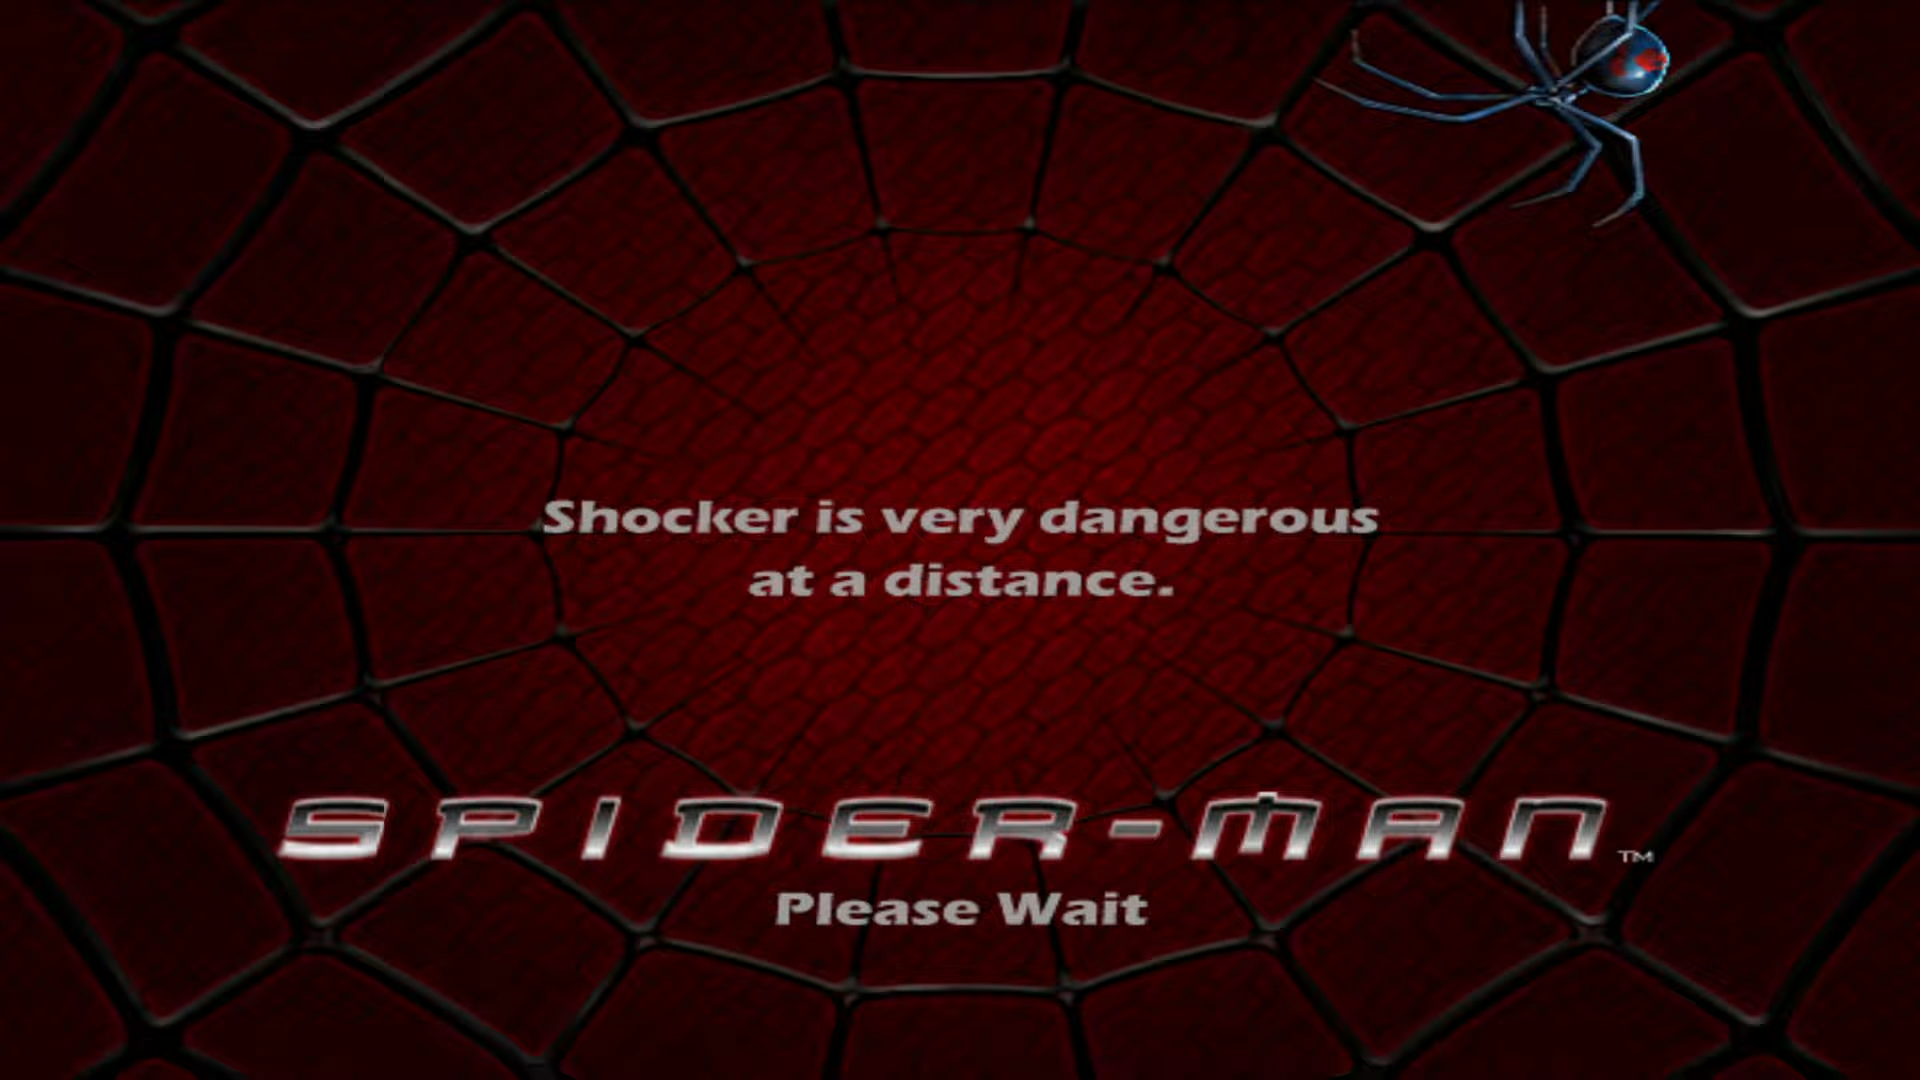 Shocker is very dangerous
at a distance.
SPIDER-MAN™
Please Wait